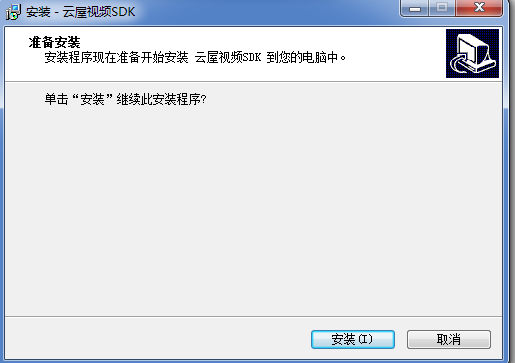 安装 - 云屋视频SDK
准备安装
安装程序现在准备开始安装 云屋视频SDK 到您的电脑中。
单击“安装”继续此安装程序?
安装(I)
取消